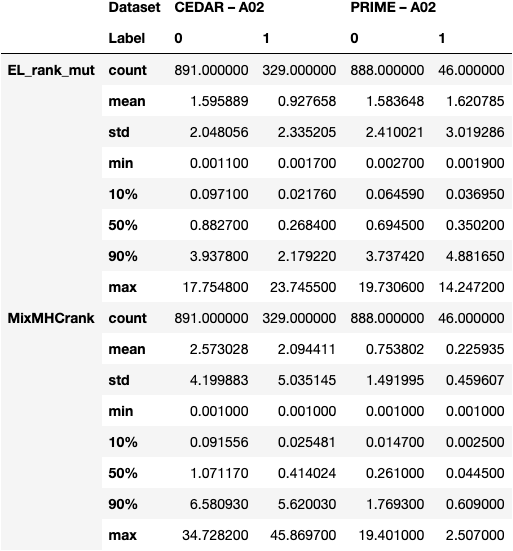 Dataset CEDAR – A02 PRIME – A02
Label 0 1 0 1
EL_rank_mut count 891.000000 329.000000 888.000000 46.000000
mean 1.595889 0.927658 1.583648 1.620785
std 2.048056 2.335205 2.410021 3.019286
min 0.001100 0.001700 0.002700 0.001900
10% 0.097100 0.021760 0.064590 0.036950
50% 0.882700 0.268400 0.694500 0.350200
90% 3.937800 2.179220 3.737420 4.881650
max 17.754800 23.745500 19.730600 14.247200
MixMHCrank count 891.000000 329.000000 888.000000 46.000000
mean 2.573028 2.094411 0.753802 0.225935
std 4.199883 5.035145 1.491995 0.459607
min 0.001000 0.001000 0.001000 0.001000
10% 0.091556 0.025481 0.014700 0.002500
50% 1.071170 0.414024 0.261000 0.044500
90% 6.580930 5.620030 1.769300 0.609000
max 34.728200 45.869700 19.401000 2.507000